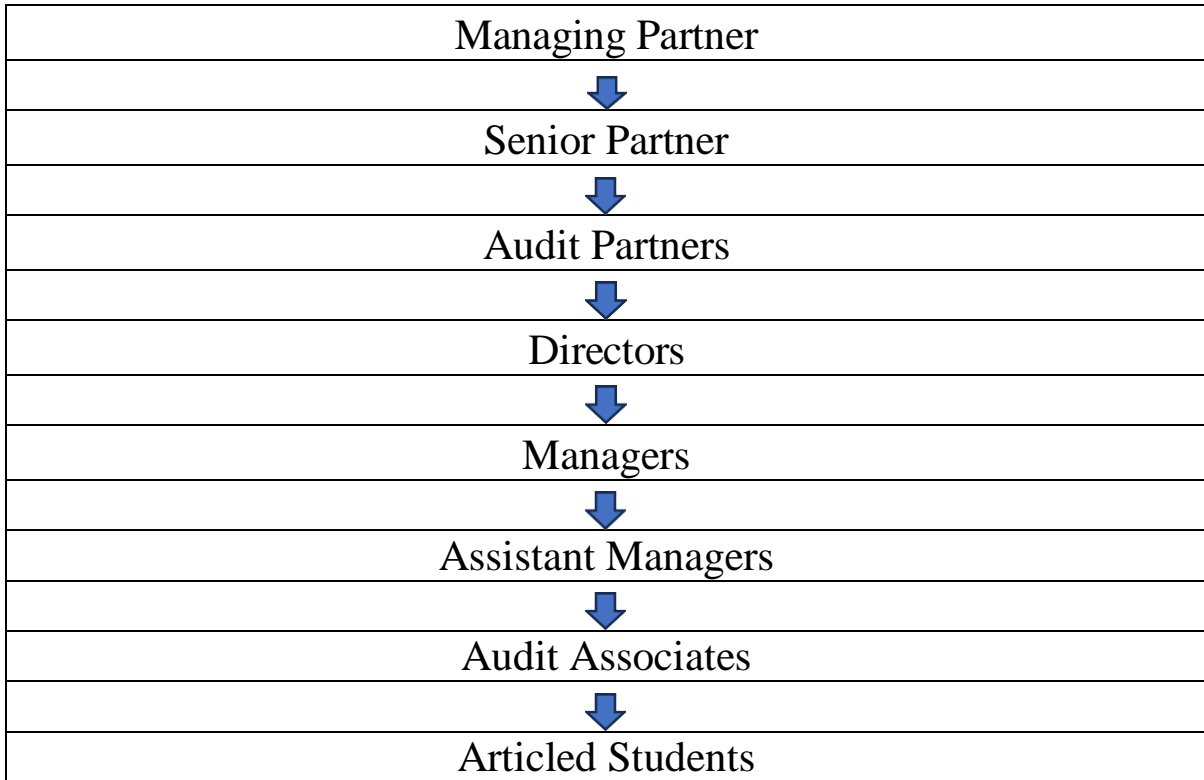 Managing Partner
Senior Partner
Audit Partners
Directors
Managers
Assistant Managers
Audit Associates
Articled Students